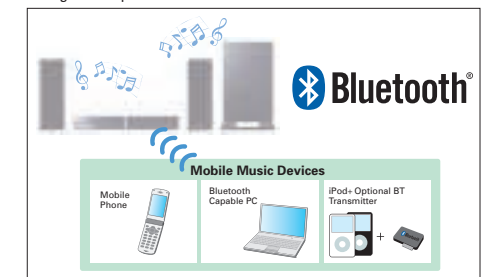 Bluetooth®
Mobile Music Devices
Mobile
Phone
Bluetooth
Capable PC
iPod+ Optional BT
Transmitter
+